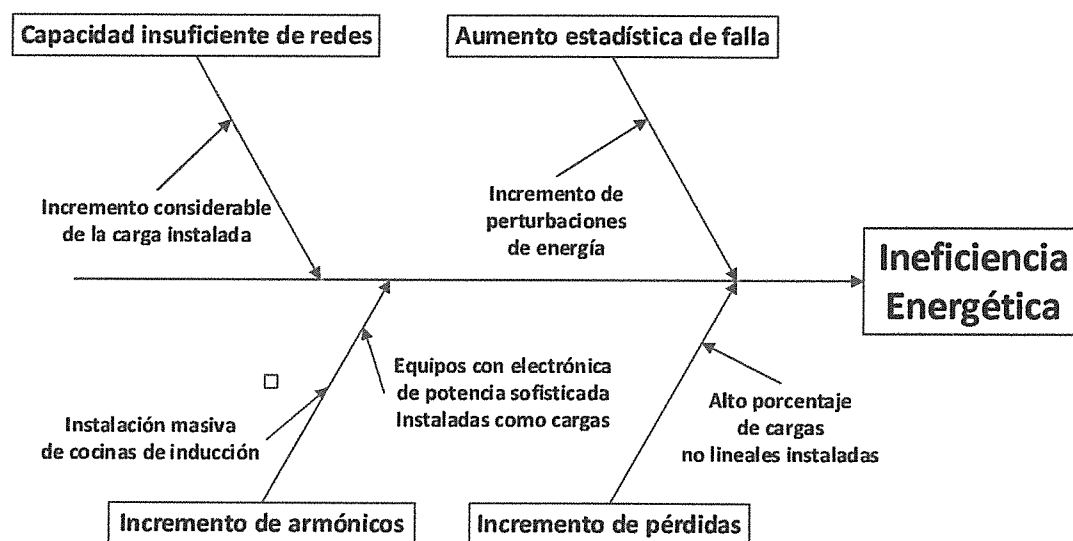 Capacidad insuficiente de redes
Aumento estadística de falla
Incremento considerable
de la carga instalada
Incremento de
perturbaciones
de energía
Ineficiencia
Energética
Equipos con electrónica
de potencia sofisticada
Instaladas como cargas
Instalación masiva
de cocinas de inducción
Alto porcentaje
de cargas
no lineales instaladas
Incremento de armónicos
Incremento de pérdidas